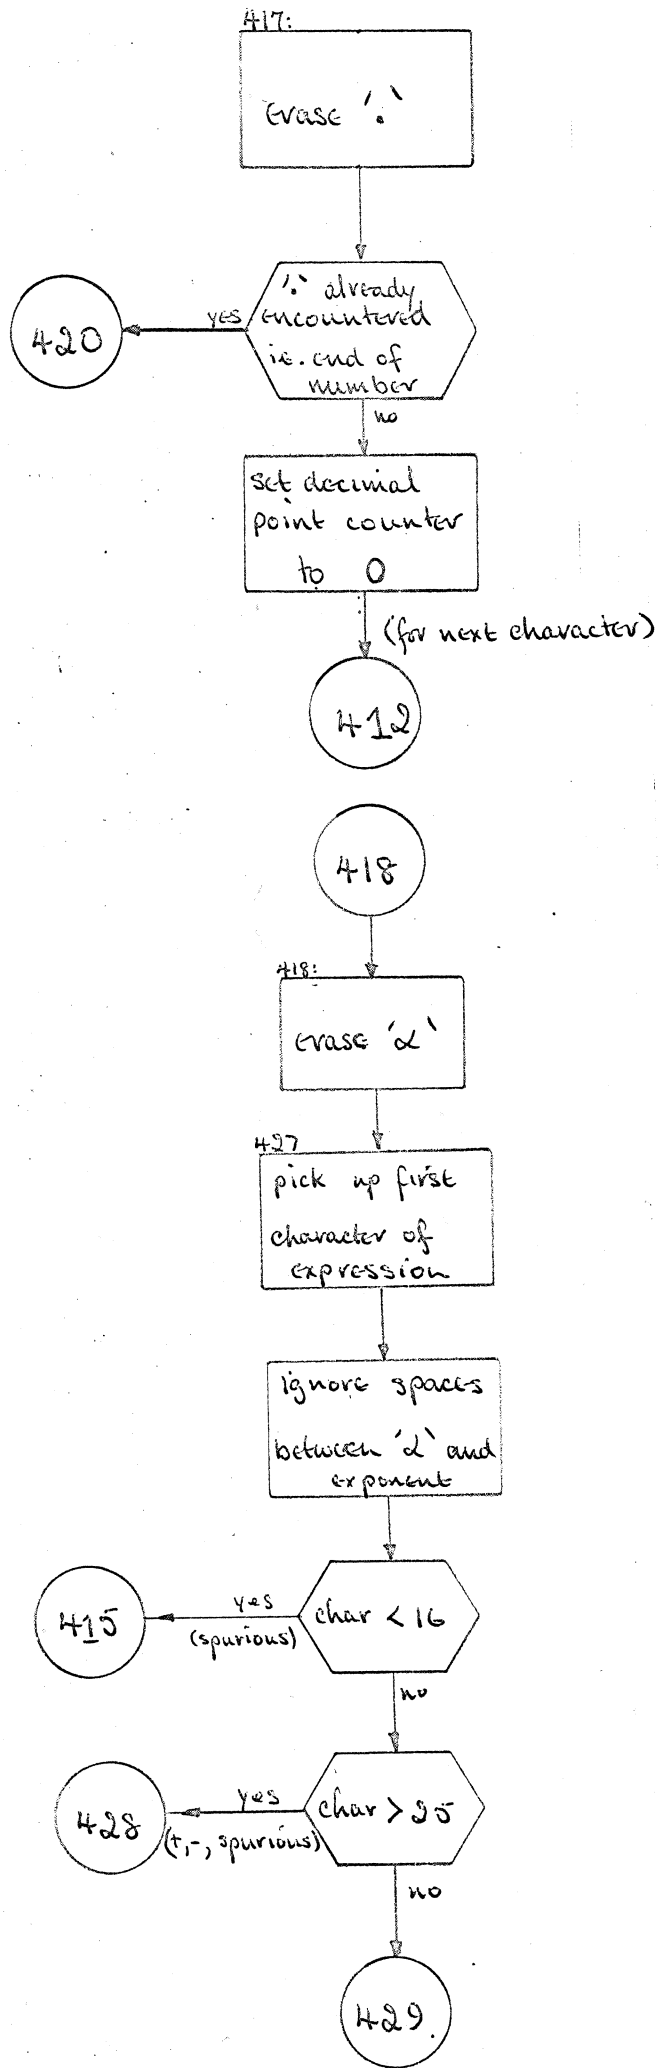 417:
erase '.'
'.' already
encountered
i.e. end of
number
yes
420
no
set decimal
point counter
to 0
(for next character)
412
418
418:
erase 'α'
427
pick up first
character of
expression
ignore spaces
between 'α' and
exponent
char < 16
yes
(spurious)
415
no
char > 25
yes
(+,-, spurious)
428
no
429.